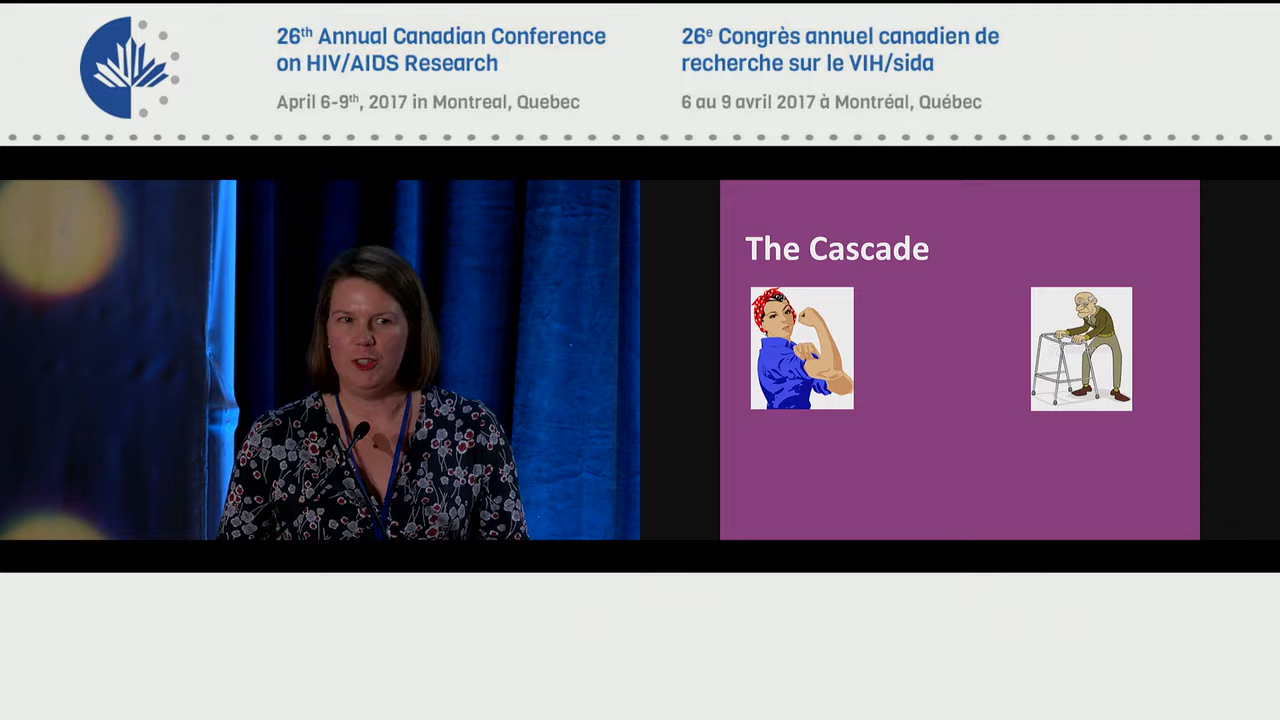 26th Annual Canadian Conference
on HIV/AIDS Research
April 6-9th, 2017 in Montreal, Quebec
26e Congrès annuel canadien de
recherche sur le VIH/sida
6 au 9 avril 2017 à Montréal, Québec
The Cascade